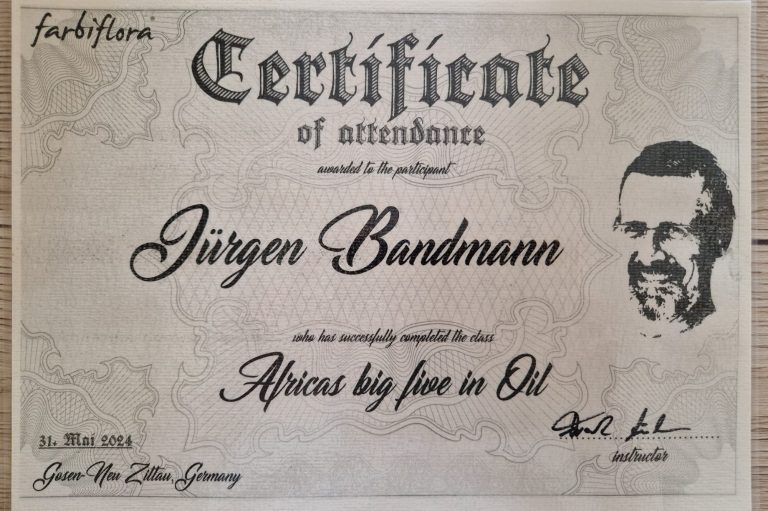 farbiflora®
Certificate
of attendance
awarded to the participant
Jürgen Bandmann
who has successfully completed the class
Africas big five in Oil
31. Mai 2024
instructor
Gosen-Neu Zittau, Germany